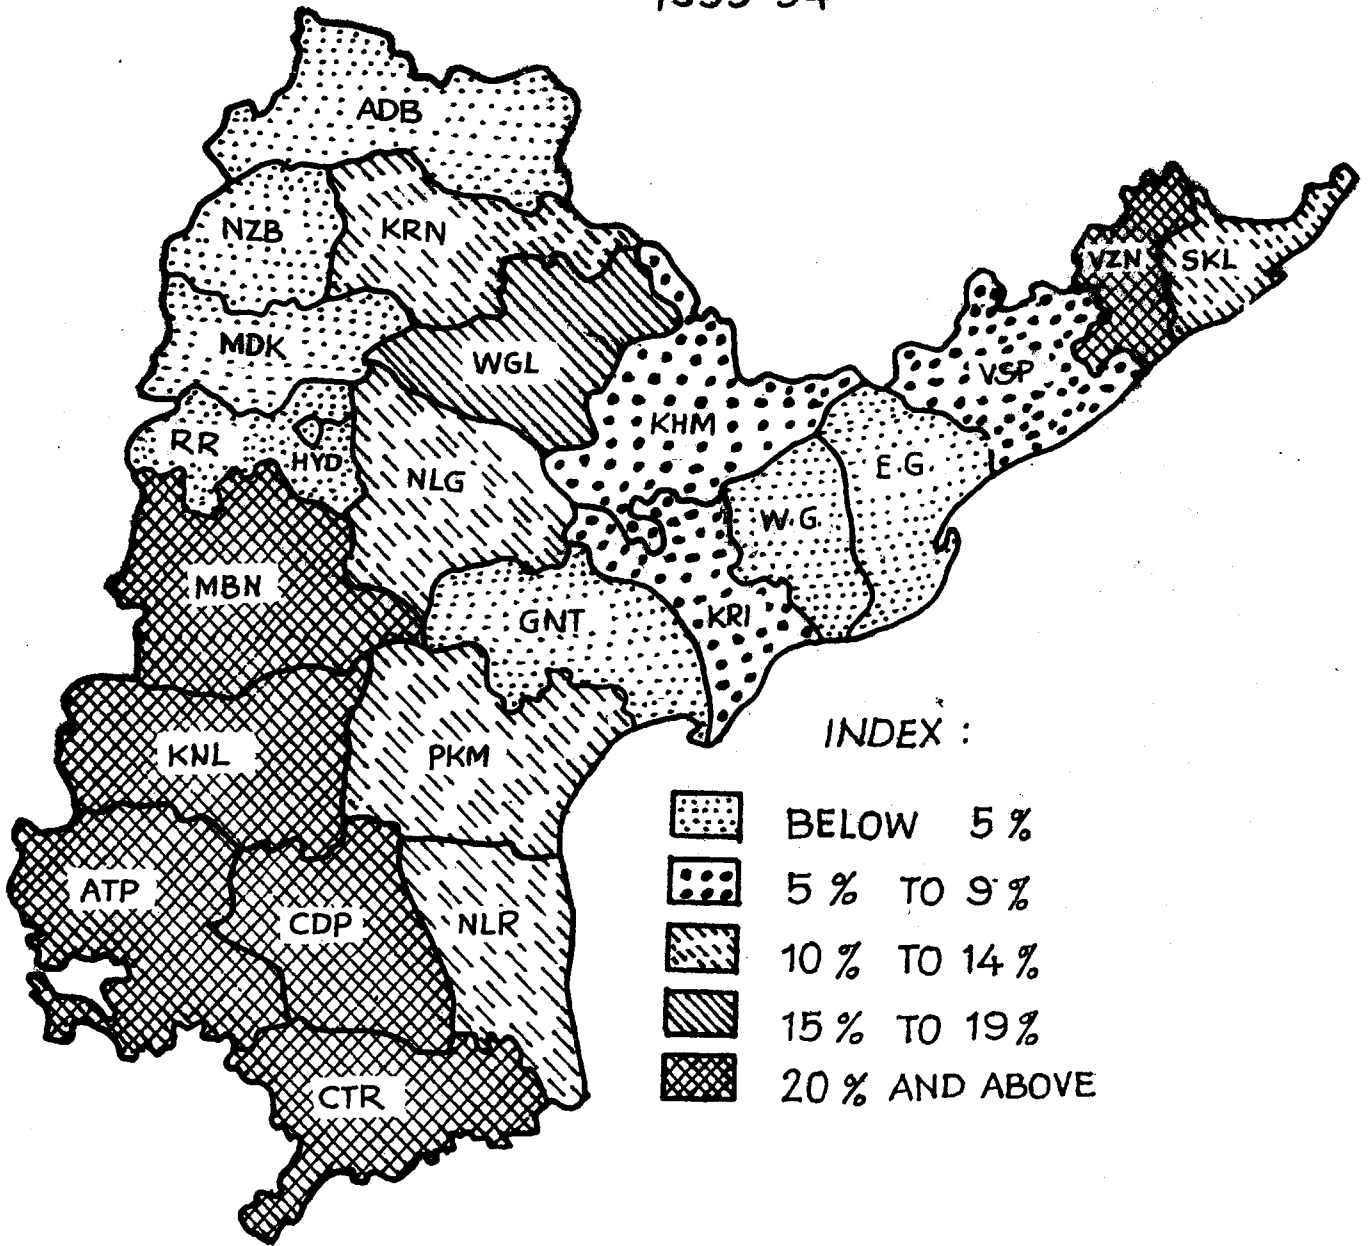 ADB
NZB
KRN
MDK
WGL
RR
HYD
NLG
KHM
VZN
SKL
VSP
E.G.
W.G.
MBN
GNT
KRI
KNL
PKM
ATP
CDP
NLR
CTR
INDEX :
BELOW 5 %
5 % TO 9 %
10 % TO 14 %
15 % TO 19 %
20 % AND ABOVE